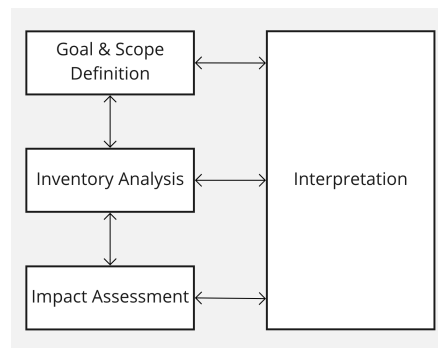 Goal & Scope
Definition
Inventory Analysis
Interpretation
Impact Assessment